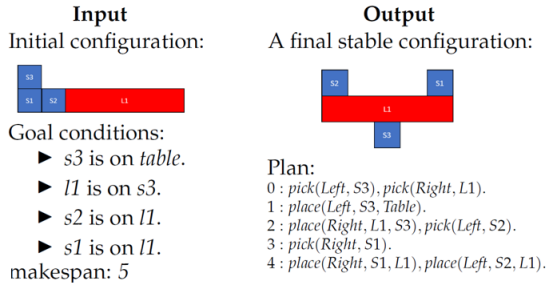 Input
Initial configuration:
S3
S1 S2 L1
Goal conditions:
► s3 is on table.
► l1 is on s3.
► s2 is on l1.
► s1 is on l1.
makespan: 5
Output
A final stable configuration:
S2 S1
L1
S3
Plan:
0 : pick(Left, S3), pick(Right, L1).
1 : place(Left, S3, Table).
2 : place(Right, L1, S3), pick(Left, S2).
3 : pick(Right, S1).
4 : place(Right, S1, L1), place(Left, S2, L1).